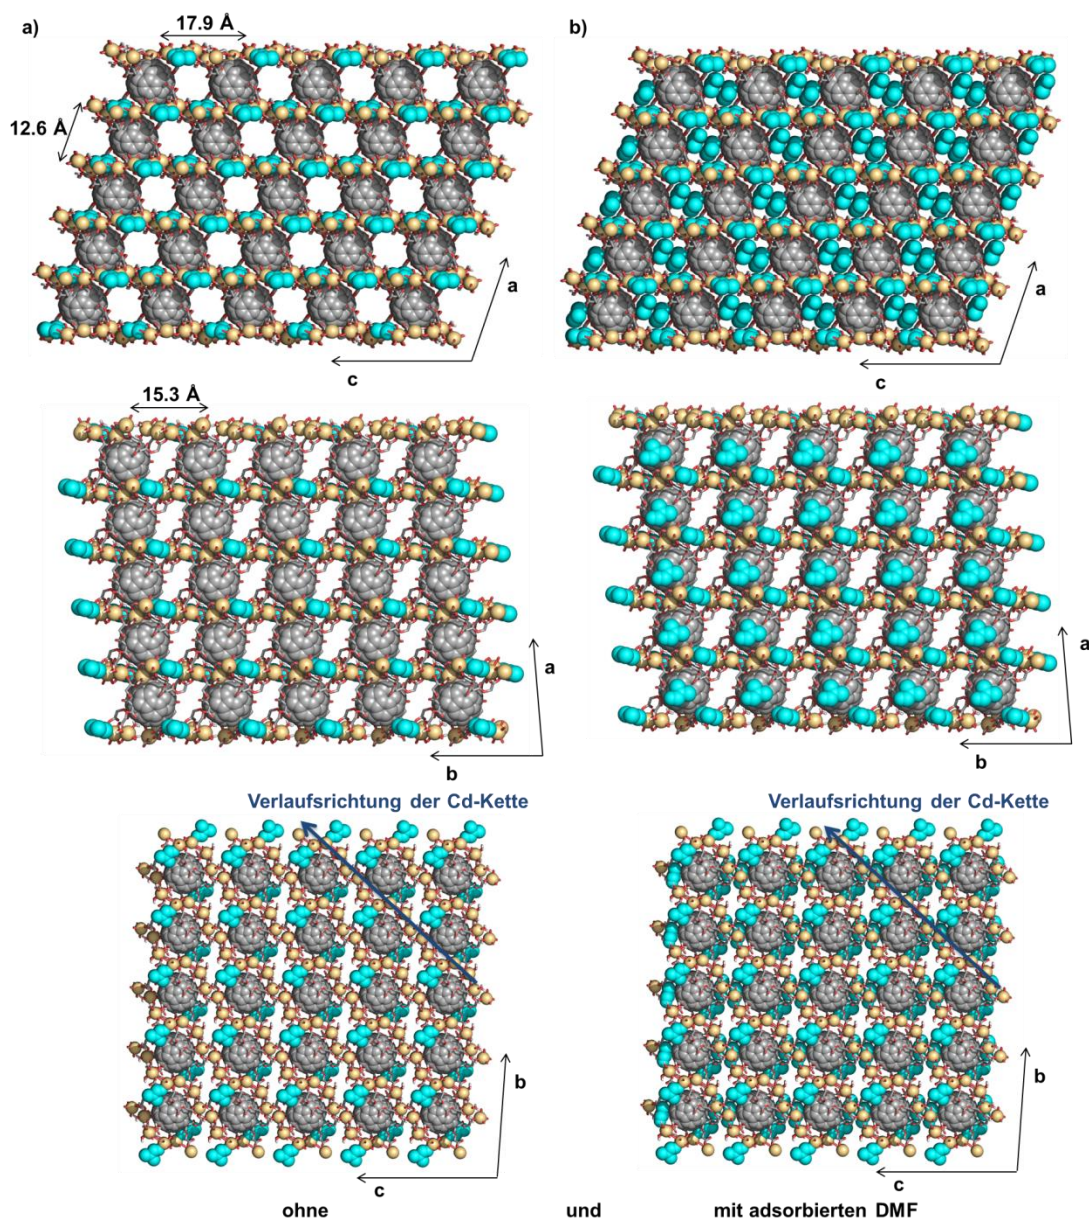 a)
17.9 Å
b)
12.6 Å
a
c
a
c
15.3 Å
a
b
a
b
Verlaufsrichtung der Cd-Kette
Verlaufsrichtung der Cd-Kette
b
c
b
c
ohne und mit adsorbierten DMF